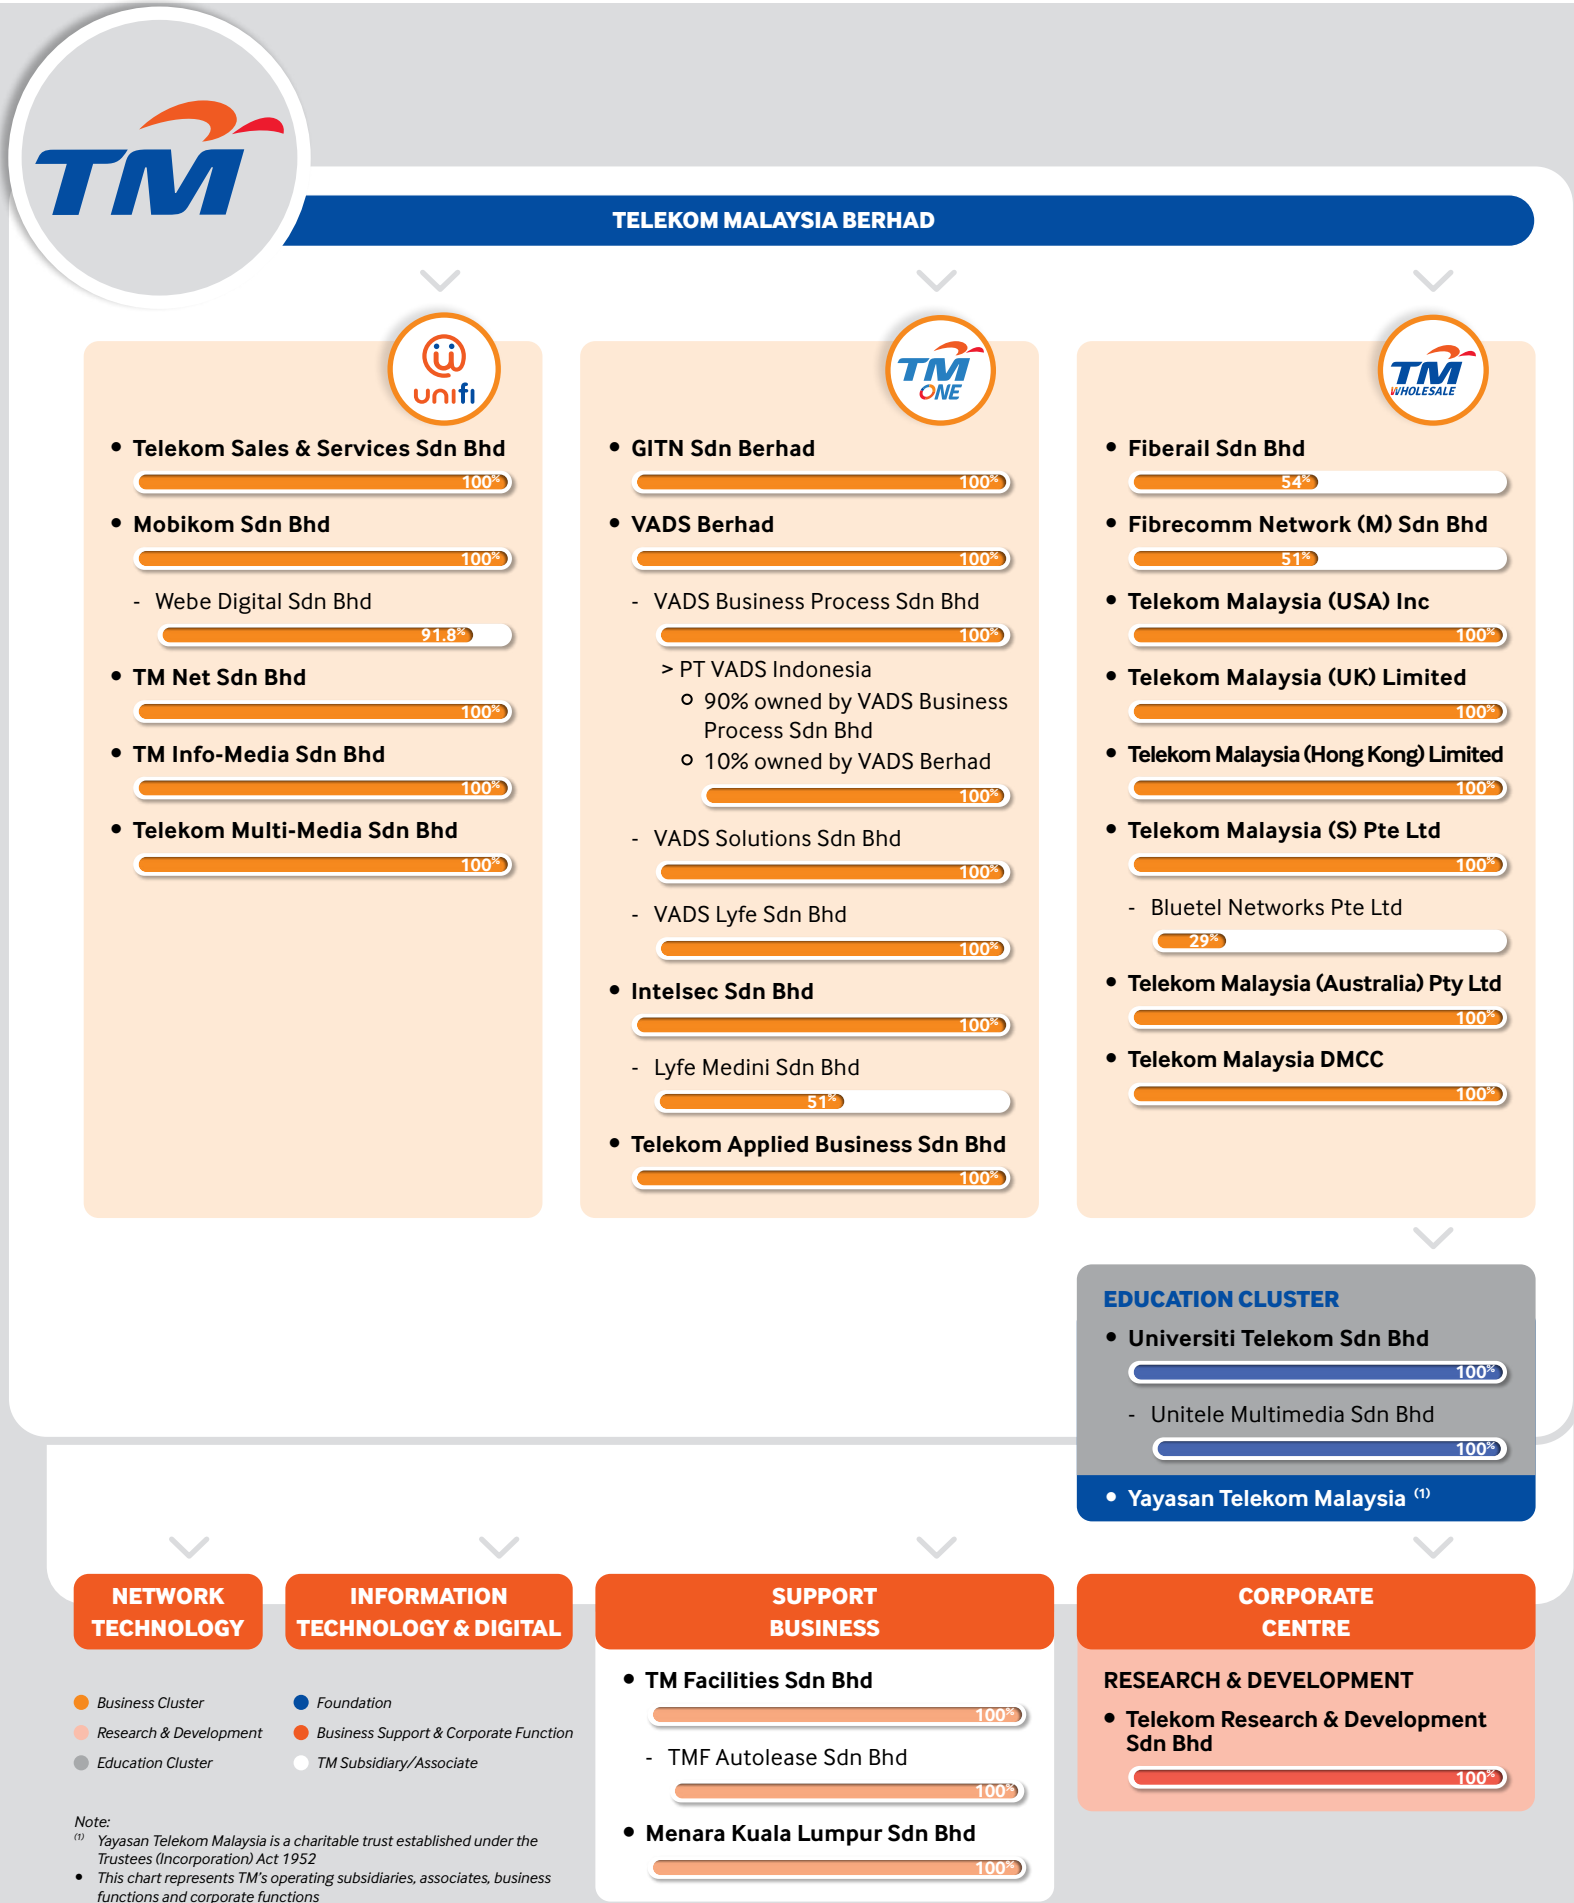 TM
TELEKOM MALAYSIA BERHAD
unifi
• Telekom Sales & Services Sdn Bhd
100%
• Mobikom Sdn Bhd
100%
- Webe Digital Sdn Bhd
91.8%
• TM Net Sdn Bhd
100%
• TM Info-Media Sdn Bhd
100%
• Telekom Multi-Media Sdn Bhd
100%
TM
ONE
• GITN Sdn Berhad
100%
• VADS Berhad
100%
- VADS Business Process Sdn Bhd
100%
> PT VADS Indonesia
○ 90% owned by VADS Business
Process Sdn Bhd
○ 10% owned by VADS Berhad
100%
- VADS Solutions Sdn Bhd
100%
- VADS Lyfe Sdn Bhd
100%
• Intelsec Sdn Bhd
100%
- Lyfe Medini Sdn Bhd
51%
• Telekom Applied Business Sdn Bhd
100%
TM
WHOLESALE
• Fiberail Sdn Bhd
54%
• Fibrecomm Network (M) Sdn Bhd
51%
• Telekom Malaysia (USA) Inc
100%
• Telekom Malaysia (UK) Limited
100%
• Telekom Malaysia (Hong Kong) Limited
100%
• Telekom Malaysia (S) Pte Ltd
100%
- Bluetel Networks Pte Ltd
29%
• Telekom Malaysia (Australia) Pty Ltd
100%
• Telekom Malaysia DMCC
100%
EDUCATION CLUSTER
• Universiti Telekom Sdn Bhd
100%
- Unitele Multimedia Sdn Bhd
100%
• Yayasan Telekom Malaysia (1)
NETWORK
TECHNOLOGY
INFORMATION
TECHNOLOGY & DIGITAL
SUPPORT
BUSINESS
• TM Facilities Sdn Bhd
100%
- TMF Autolease Sdn Bhd
100%
• Menara Kuala Lumpur Sdn Bhd
100%
CORPORATE
CENTRE
RESEARCH & DEVELOPMENT
• Telekom Research & Development
Sdn Bhd
100%
Business Cluster
Research & Development
Education Cluster
Foundation
Business Support & Corporate Function
TM Subsidiary/Associate
Note:
(1) Yayasan Telekom Malaysia is a charitable trust established under the
Trustees (Incorporation) Act 1952
• This chart represents TM's operating subsidiaries, associates, business
functions and corporate functions